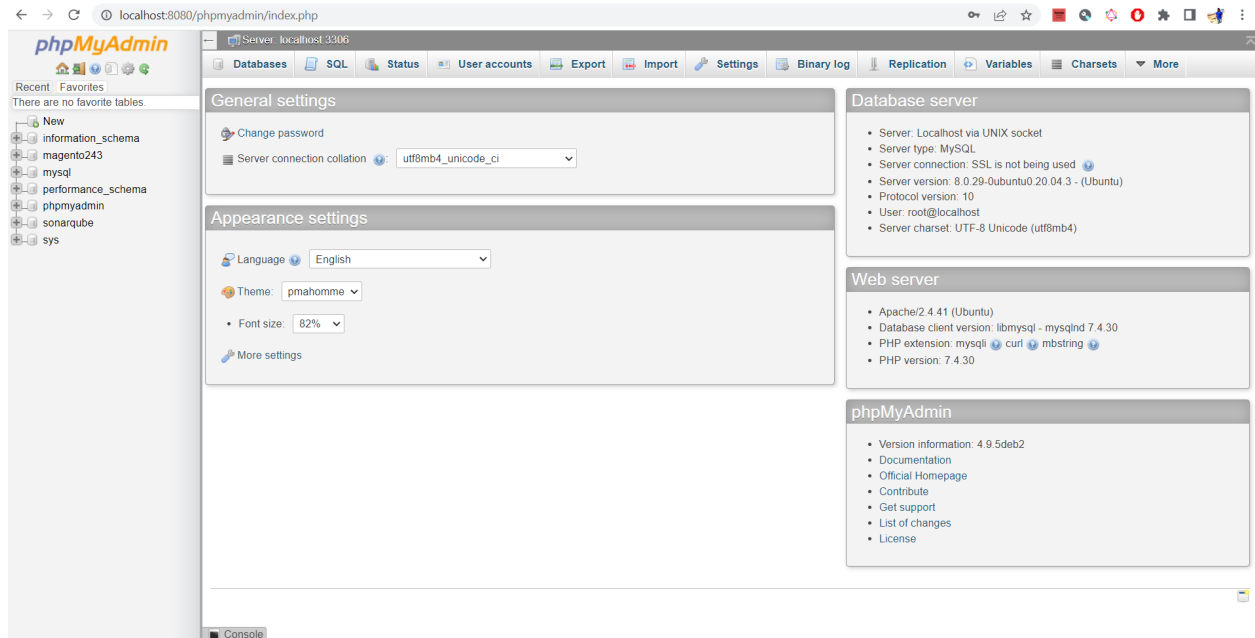 localhost:8080/phpmyadmin/index.php
phpMyAdmin
Recent Favorites
There are no favorite tables.
New
information_schema
magento243
mysql
performance_schema
phpmyadmin
sonarqube
sys
Server: localhost:3306
Databases SQL Status User accounts Export Import Settings Binary log Replication Variables Charsets More
General settings
Change password
Server connection collation : utf8mb4_unicode_ci
Appearance settings
Language English
Theme: pmahomme
• Font size: 82%
More settings
Database server
• Server: Localhost via UNIX socket
• Server type: MySQL
• Server connection: SSL is not being used
• Server version: 8.0.29-0ubuntu0.20.04.3 - (Ubuntu)
• Protocol version: 10
• User: root@localhost
• Server charset: UTF-8 Unicode (utf8mb4)
Web server
• Apache/2.4.41 (Ubuntu)
• Database client version: libmysql - mysqlnd 7.4.30
• PHP extension: mysqli curl mbstring
• PHP version: 7.4.30
phpMyAdmin
• Version information: 4.9.5deb2
• Documentation
• Official Homepage
• Contribute
• Get support
• List of changes
• License
Console